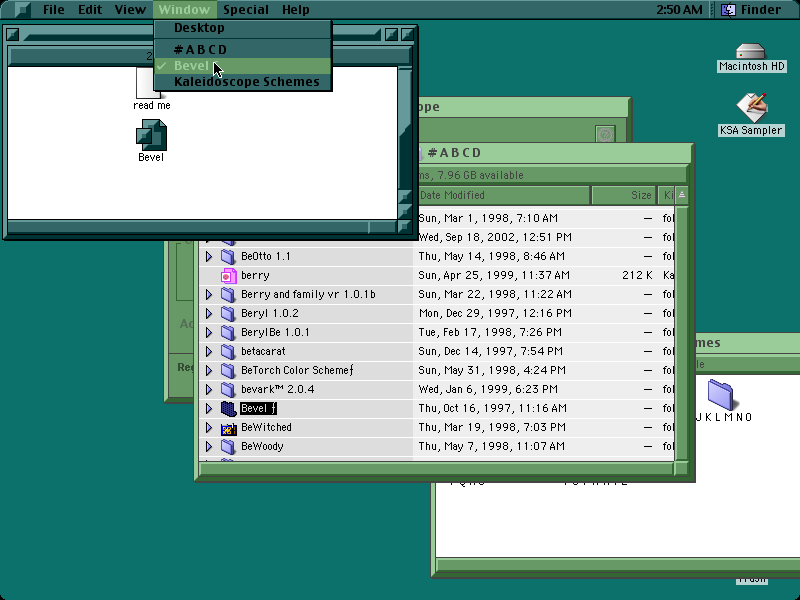 File Edit View Window Special Help 2:50 AM Finder
Desktop
#ABCD
✓ Bevel
Kaleidoscope Schemes
2
read me
Bevel
Macintosh HD
KSA Sampler
ope
#ABCD
ms, 7.96 GB available
Date Modified Size Ki
Sun, Mar 1, 1998, 7:10 AM — fol
Wed, Sep 18, 2002, 12:51 PM — fol
BeOtto 1.1 Thu, May 14, 1998, 8:46 AM — fol
berry Sun, Apr 25, 1999, 11:37 AM 212 K Ka
Berry and family vr 1.0.1b Sun, Mar 22, 1998, 11:22 AM — fol
Beryl 1.0.2 Mon, Dec 29, 1997, 12:16 PM — fol
BerylBe 1.0.1 Tue, Feb 17, 1998, 7:26 PM — fol
betacarat Sun, Dec 14, 1997, 7:54 PM — fol
BeTorch Color Schemeƒ Sun, May 31, 1998, 4:24 PM — fol
bevark™ 2.0.4 Wed, Jan 6, 1999, 6:23 PM — fol
Bevel ƒ Thu, Oct 16, 1997, 11:16 AM — fol
BeWitched Thu, Mar 19, 1998, 7:03 PM — fol
BeWoody Thu, May 7, 1998, 11:07 AM — fol
Ac
Rec
mes
le
J K L M N O
Trash